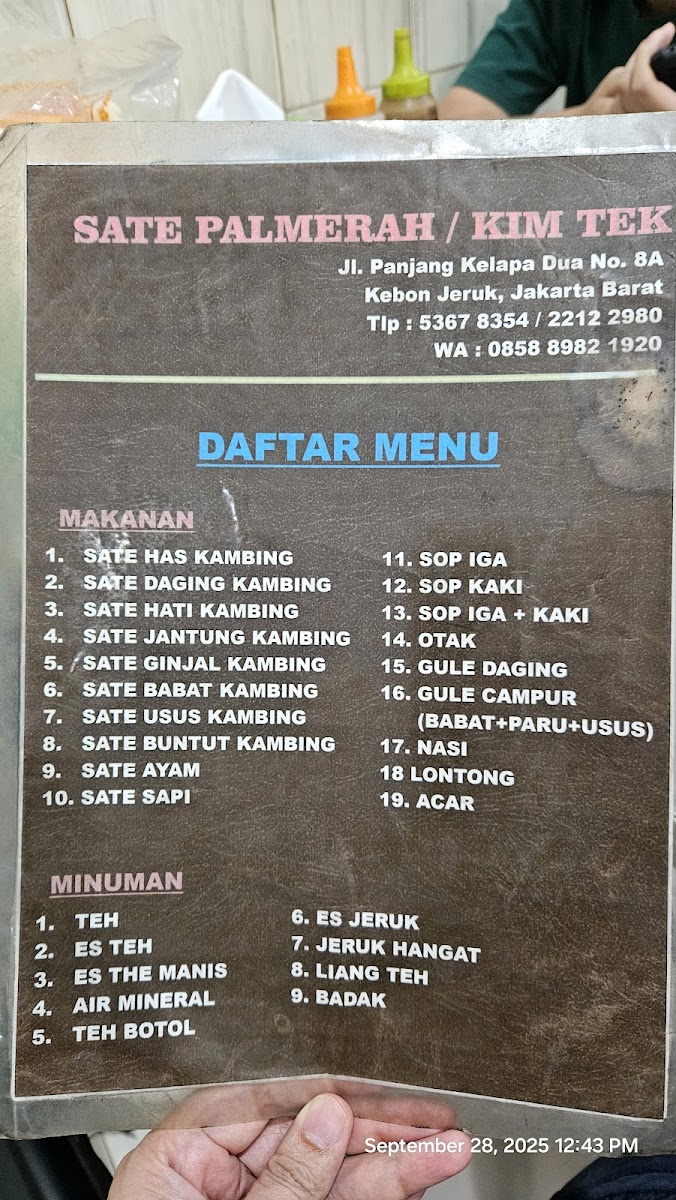 SATE PALMERAH / KIM TEK
Jl. Panjang Kelapa Dua No. 8A
Kebon Jeruk, Jakarta Barat
Tlp : 5367 8354 / 2212 2980
WA : 0858 8982 1920
DAFTAR MENU
MAKANAN
1. SATE HAS KAMBING
2. SATE DAGING KAMBING
3. SATE HATI KAMBING
4. SATE JANTUNG KAMBING
5. SATE GINJAL KAMBING
6. SATE BABAT KAMBING
7. SATE USUS KAMBING
8. SATE BUNTUT KAMBING
9. SATE AYAM
10. SATE SAPI
11. SOP IGA
12. SOP KAKI
13. SOP IGA + KAKI
14. OTAK
15. GULE DAGING
16. GULE CAMPUR
(BABAT+PARU+USUS)
17. NASI
18 LONTONG
19. ACAR
MINUMAN
1. TEH
2. ES TEH
3. ES THE MANIS
4. AIR MINERAL
5. TEH BOTOL
6. ES JERUK
7. JERUK HANGAT
8. LIANG TEH
9. BADAK
September 28, 2025 12:43 PM